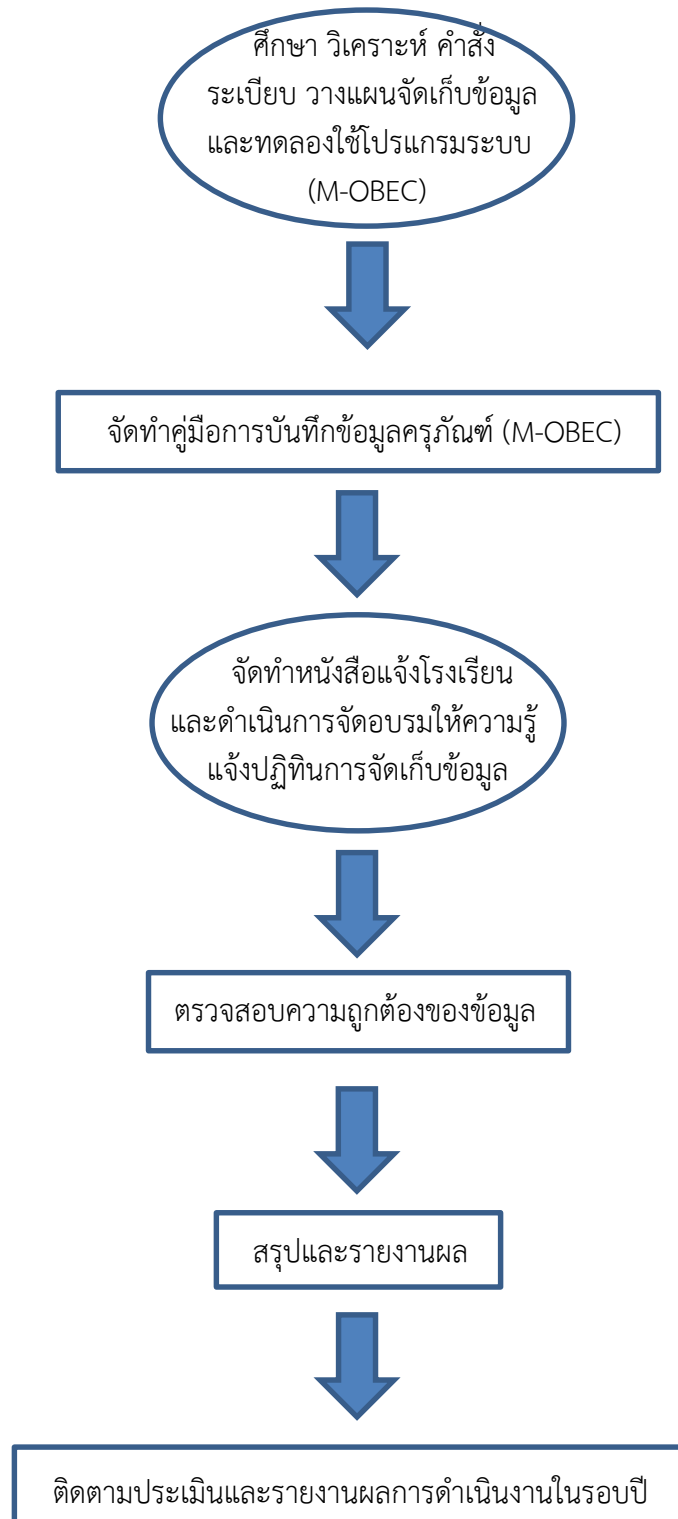 ศึกษา วิเคราะห์ คำสั่ง
ระเบียบ วางแผนจัดเก็บข้อมูล
และทดลองใช้โปรแกรมระบบ
(M-OBEC)
จัดทำคู่มือการบันทึกข้อมูลครุภัณฑ์ (M-OBEC)
จัดทำหนังสือแจ้งโรงเรียน
และดำเนินการจัดอบรมให้ความรู้
แจ้งปฏิทินการจัดเก็บข้อมูล
ตรวจสอบความถูกต้องของข้อมูล
สรุปและรายงานผล
ติดตามประเมินและรายงานผลการดำเนินงานในรอบปี